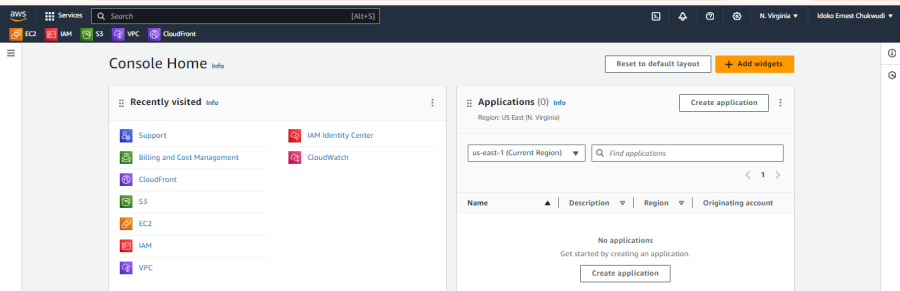 aws Services Search [Alt+S] N. Virginia Idoko Ernest Chukwudi
EC2 IAM S3 VPC CloudFront
Console Home Info Reset to default layout + Add widgets
Recently visited Info
Support IAM Identity Center
Billing and Cost Management CloudWatch
CloudFront
S3
EC2
IAM
VPC
Applications (0) Info Create application
Region: US East (N. Virginia)
us-east-1 (Current Region) Find applications
1
Name Description Region Originating account
No applications
Get started by creating an application.
Create application